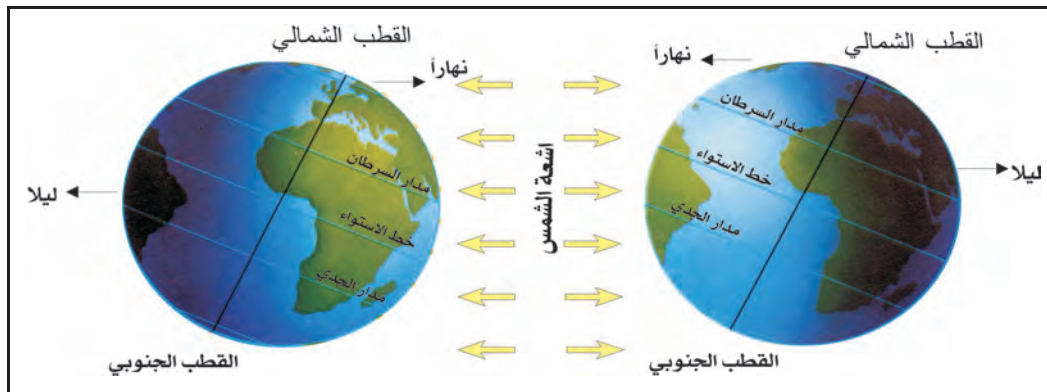 القطب الشمالي
نهاراً
مدار السرطان
خط الاستواء
مدار الجدي
ليلا
القطب الجنوبي
اشعة الشمس
القطب الشمالي
نهاراً
مدار السرطان
خط الاستواء
مدار الجدي
ليلا
القطب الجنوبي